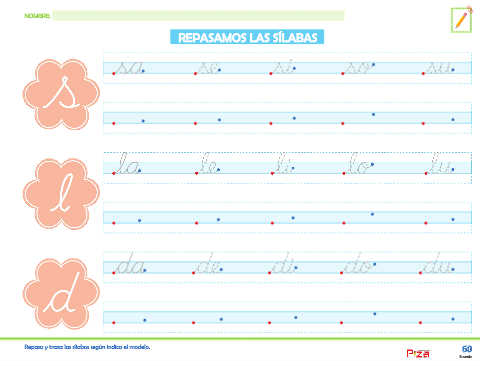 NOMBRE:
REPASAMOS LAS SÍLABAS
s sa se si so su
l la le li lo lu
d da de di do du
Repasa y traza las sílabas según indica el modelo.
60